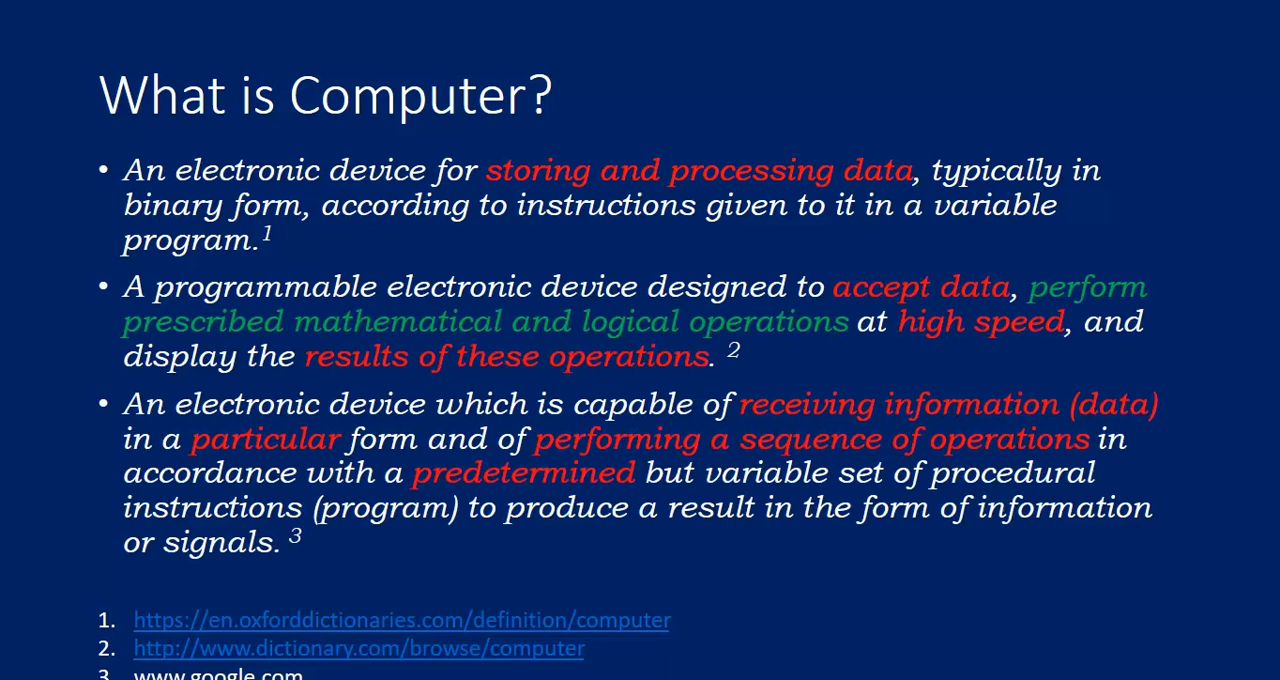 What is Computer?
• An electronic device for storing and processing data, typically in
binary form, according to instructions given to it in a variable
program.1
• A programmable electronic device designed to accept data, perform
prescribed mathematical and logical operations at high speed, and
display the results of these operations. 2
• An electronic device which is capable of receiving information (data)
in a particular form and of performing a sequence of operations in
accordance with a predetermined but variable set of procedural
instructions (program) to produce a result in the form of information
or signals. 3
1. https://en.oxforddictionaries.com/definition/computer
2. http://www.dictionary.com/browse/computer
3. www.google.com